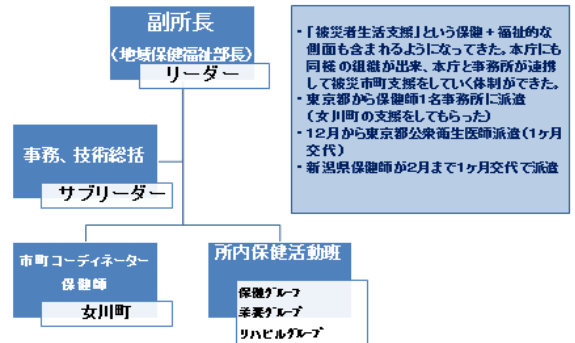 副所長
（地域保健福祉部長）
リーダー
事務、技術総括
サブリーダー
市町コーディネーター
保健師
女川町
所内保健活動班
保健グループ
栄養グループ
リハビルグループ
・「被災者生活支援」という保健＋福祉的な
側面も含まれるようになってきた。本庁にも
同様の組織が出来、本庁と事務所が連携
して被災市町支援をしていく体制ができた。
・東京都から保健師1名事務所に派遣
（女川町の支援をしてもらった）
・12月から東京都公衆衛生医師派遣（1ヶ月
交代）
・新潟県保健師が2月まで1ヶ月交代で派遣